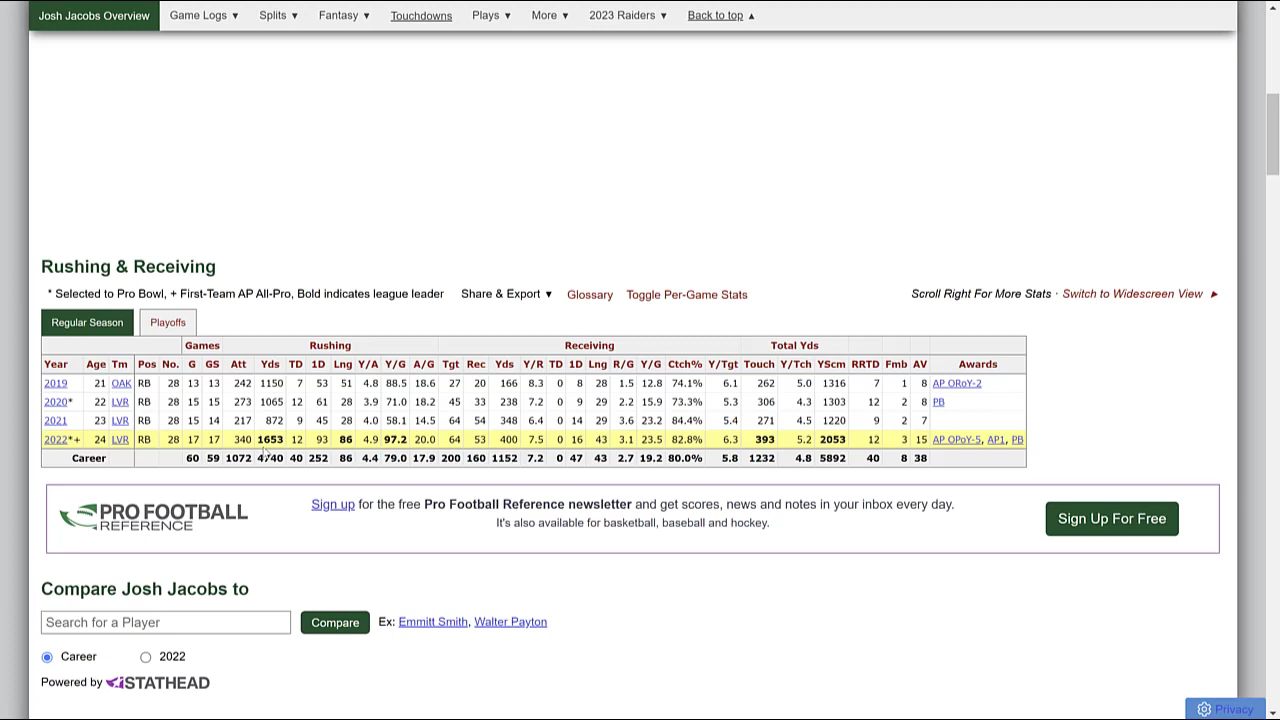 Josh Jacobs Overview Game Logs ▼ Splits ▼ Fantasy ▼ Touchdowns Plays ▼ More ▼ 2023 Raiders ▼ Back to top ▲
Rushing & Receiving
* Selected to Pro Bowl, + First-Team AP All-Pro, Bold indicates league leader Share & Export ▼ Glossary Toggle Per-Game Stats Scroll Right For More Stats · Switch to Widescreen View ►
Regular Season Playoffs
Games Rushing Receiving Total Yds
Year Age Tm Pos No. G GS Att Yds TD 1D Lng Y/A Y/G A/G Tgt Rec Yds Y/R TD 1D Lng R/G Y/G Ctch% Y/Tgt Touch Y/Tch YScm RRTD Fmb AV Awards
2019 21 OAK RB 28 13 13 242 1150 7 53 51 4.8 88.5 18.6 27 20 166 8.3 0 8 28 1.5 12.8 74.1% 6.1 262 5.0 1316 7 1 8 AP ORoY-2
2020* 22 LVR RB 28 15 15 273 1065 12 61 28 3.9 71.0 18.2 45 33 238 7.2 0 9 29 2.2 15.9 73.3% 5.3 306 4.3 1303 12 2 8 PB
2021 23 LVR RB 28 15 14 217 872 9 45 28 4.0 58.1 14.5 64 54 348 6.4 0 14 29 3.6 23.2 84.4% 5.4 271 4.5 1220 9 2 7
2022*+ 24 LVR RB 28 17 17 340 1653 12 93 86 4.9 97.2 20.0 64 53 400 7.5 0 16 43 3.1 23.5 82.8% 6.3 393 5.2 2053 12 3 15 AP OPoY-5, AP1, PB
Career 60 59 1072 4740 40 252 86 4.4 79.0 17.9 200 160 1152 7.2 0 47 43 2.7 19.2 80.0% 5.8 1232 4.8 5892 40 8 38
PRO FOOTBALL
REFERENCE
Sign up for the free Pro Football Reference newsletter and get scores, news and notes in your inbox every day.
It's also available for basketball, baseball and hockey.
Sign Up For Free
Compare Josh Jacobs to
Search for a Player Compare Ex: Emmitt Smith, Walter Payton
Career 2022
Powered by STATHEAD
Privacy